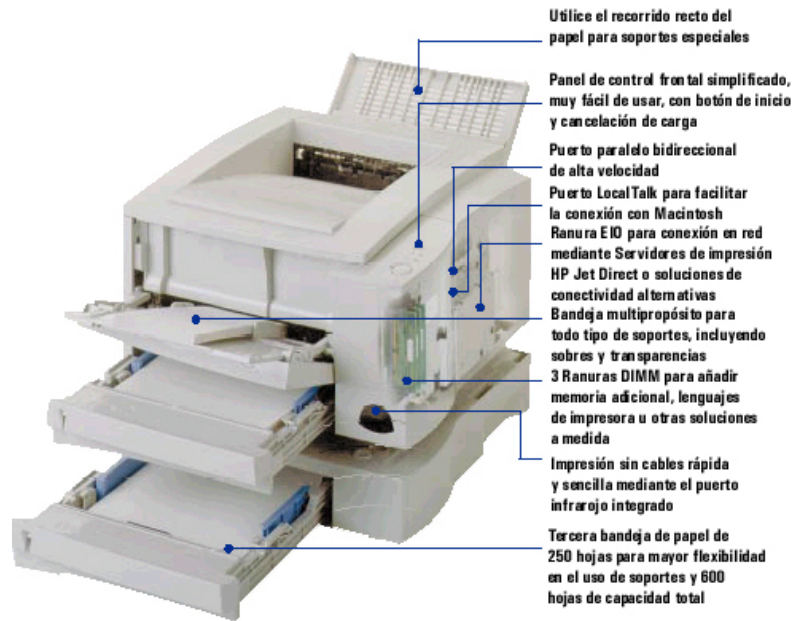 Utilice el recorrido recto del
papel para soportes especiales
Panel de control frontal simplificado,
muy fácil de usar, con botón de inicio
y cancelación de carga
Puerto paralelo bidireccional
de alta velocidad
Puerto LocalTalk para facilitar
la conexión con Macintosh
Ranura EIO para conexión en red
mediante Servidores de impresión
HP Jet Direct o soluciones de
conectividad alternativas
Bandeja multipropósito para
todo tipo de soportes, incluyendo
sobres y transparencias
3 Ranuras DIMM para añadir
memoria adicional, lenguajes
de impresora u otras soluciones
a medida
Impresión sin cables rápida
y sencilla mediante el puerto
infrarrojo integrado
Tercera bandeja de papel de
250 hojas para mayor flexibilidad
en el uso de soportes y 600
hojas de capacidad total